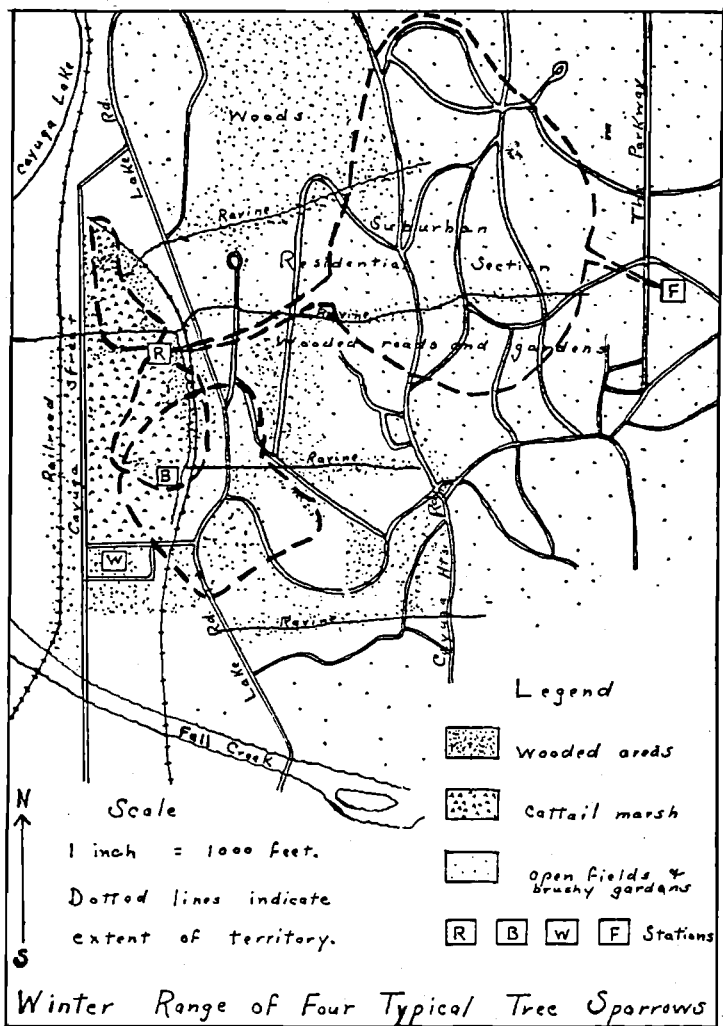 Cayuga Lake
Lake Rd.
Woods
Ravine
The Parkway
Suburban
Residential Section
F
Ravine
Wooded roads and gardens
R
Railroad
Cayuga Street
B
Ravine
W
Cayuga Hts. Road
Ravine
Lake Rd.
Fall Creek
Legend
Wooded areas
Cattail marsh
Open fields &
brushy gardens
R B W F Stations
N
S
Scale
1 inch = 1000 feet.
Dotted lines indicate
extent of territory.
Winter Range of Four Typical Tree Sparrows